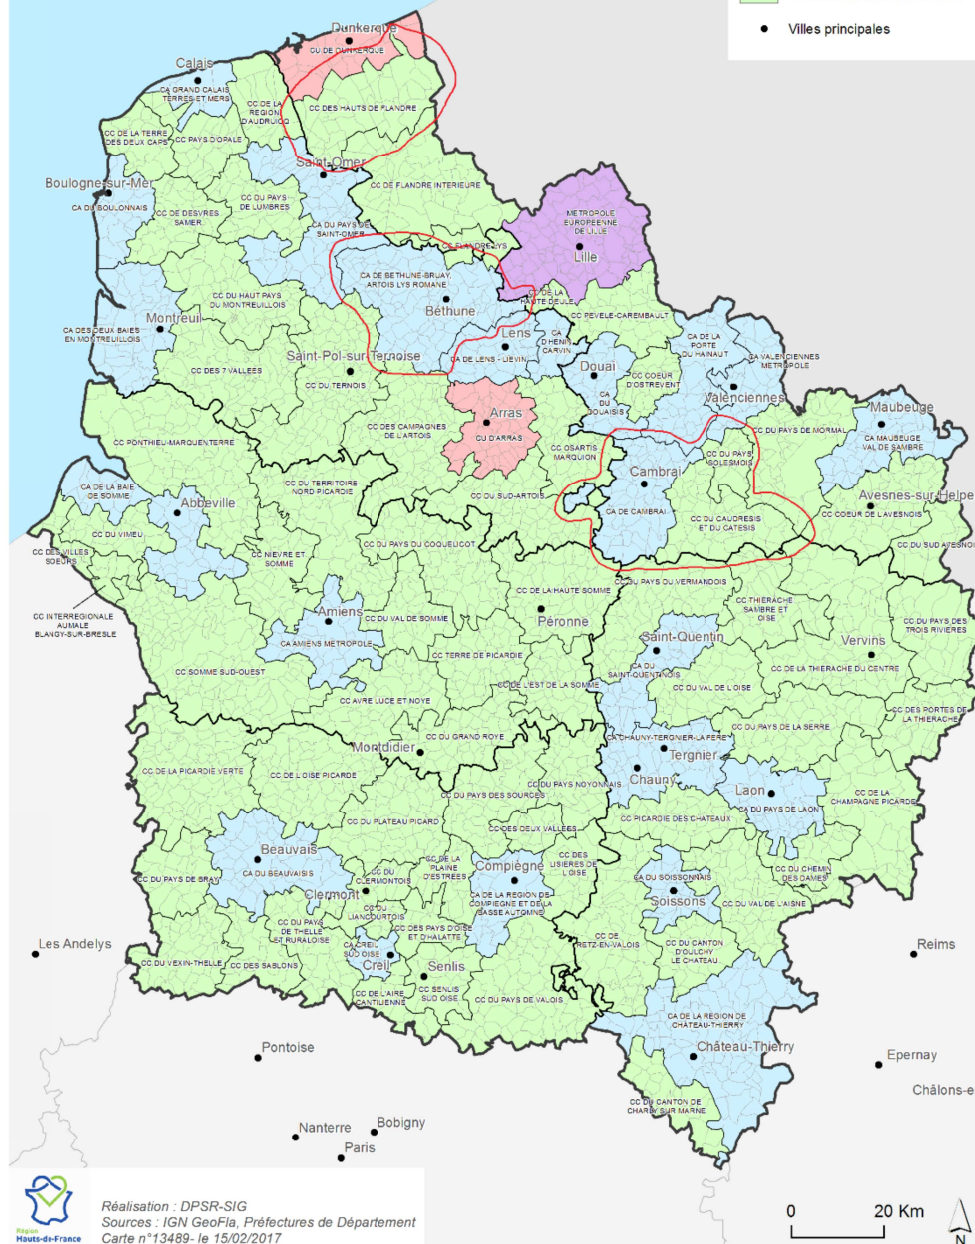 Villes principales
Dunkerque
CU DE DUNKERQUE
Calais
CA GRAND CALAIS
TERRES ET MERS
CC DE LA
REGION
D'AUDRUICQ
CC DES HAUTS DE FLANDRE
CC DE LA TERRE
DES DEUX CAPS
CC PAYS D'OPALE
Saint-Omer
Boulogne-sur-Mer
CA DU BOULONNAIS
CC DE DESVRES
SAMER
CC DU PAYS
DE LUMBRES
CC DE FLANDRE INTERIEURE
CA DU PAYS DE
SAINT-OMER
METROPOLE
EUROPEENNE
DE LILLE
Lille
CC FLANDRE LYS
CA DE BETHUNE-BRUAY,
ARTOIS LYS ROMANE
Béthune
CC DE LA
HAUTE DEULE
CC PEVELE-CAREMBAULT
CC DU HAUT PAYS
DU MONTREUILLOIS
CA DES DEUX BAIES
EN MONTREUILLOIS
Montreuil
Lens
CA DE LENS - LIEVIN
CA
D'HENIN
CARVIN
CA DE LA
PORTE
DU HAINAUT
CA VALENCIENNES
METROPOLE
Valenciennes
Saint-Pol-sur-Ternoise
CC DES 7 VALLEES
CC DU TERNOIS
Douai
CA
DU
DOUAISIS
CC COEUR
D'OSTREVENT
Maubeuge
CA MAUBEUGE
VAL DE SAMBRE
Arras
CU D'ARRAS
CC DES CAMPAGNES
DE L'ARTOIS
CC PONTHIEU-MARQUENTERRE
CC OSARTIS
MARQUION
CC DU PAYS DE MORMAL
CC DU PAYS
SOLESMOIS
Cambrai
CA DE CAMBRAI
CC DU CAUDRESIS
ET DU CATESIS
Avesnes-sur-Helpe
CC COEUR DE L'AVESNOIS
CC DU SUD AVESNOI
CC DU TERRITOIRE
NORD PICARDIE
CC DU SUD-ARTOIS
CA DE LA BAIE
DE SOMME
Abbeville
CC DU VIMEU
CC DES VILLES
SOEURS
CC NIEVRE ET
SOMME
CC DU PAYS DU COQUELICOT
CC DU PAYS DU VERMANDOIS
CC DE LA HAUTE SOMME
Péronne
CC THIERACHE
SAMBRE ET
OISE
CC DU PAYS DES
TROIS RIVIERES
CC INTERREGIONALE
AUMALE
BLANGY-SUR-BRESLE
Amiens
CA AMIENS METROPOLE
CC DU VAL DE SOMME
Saint-Quentin
CA DU
SAINT-QUENTINOIS
Vervins
CC DE LA THIERACHE DU CENTRE
CC TERRE DE PICARDIE
CC SOMME SUD-OUEST
CC DE L'EST DE LA SOMME
CC DU VAL DE L'OISE
CC AVRE LUCE ET NOYE
CC DES PORTES DE
LA THIERACHE
CC DU GRAND ROYE
Montdidier
CC DU PAYS DE LA SERRE
CA CHAUNY-TERGNIER-LA FERE
Tergnier
Chauny
CC DE LA PICARDIE VERTE
CC DE L'OISE PICARDE
CC DU PAYS NOYONNAIS
CC DU PAYS DES SOURCES
Laon
CA DU PAYS DE LAON
CC DE LA
CHAMPAGNE PICARDE
CC DU PLATEAU PICARD
CC DES DEUX VALLEES
CC PICARDIE DES CHATEAUX
Beauvais
CA DU BEAUVAISIS
CC DU PAYS DE BRAY
CC DU
CLERMONTOIS
Clermont
CC DE LA
PLAINE
D'ESTREES
Compiègne
CA DE LA REGION DE
COMPIEGNE ET DE LA
BASSE AUTOMNE
CC DES
LISIERES DE
L'OISE
CA DU SOISSONNAIS
Soissons
CC DU CHEMIN
DES DAMES
CC DU VAL DE L'AISNE
CC DU
LIANCOURTOIS
CC DU PAYS
DE THELLE
ET RURALOISE
CC DES PAYS D'OISE
ET D'HALATTE
CC DE
RETZ-EN-VALOIS
CC DU CANTON
D'OULCHY
LE CHATEAU
Les Andelys
Reims
CC DU VEXIN-THELLE
CC DES SABLONS
CA CREIL
SUD OISE
Creil
Senlis
CC SENLIS
SUD OISE
CC DE L'AIRE
CANTILIENNE
CC DU PAYS DE VALOIS
CA DE LA REGION DE
CHÂTEAU-THIERRY
Château-Thierry
Pontoise
Epernay
Châlons-e
CC DU CANTON DE
CHARLY SUR MARNE
Nanterre
Bobigny
Paris
Région
Hauts-de-France
Réalisation : DPSR-SIG
Sources : IGN GeoFla, Préfectures de Département
Carte n°13489- le 15/02/2017
0 20 Km
N